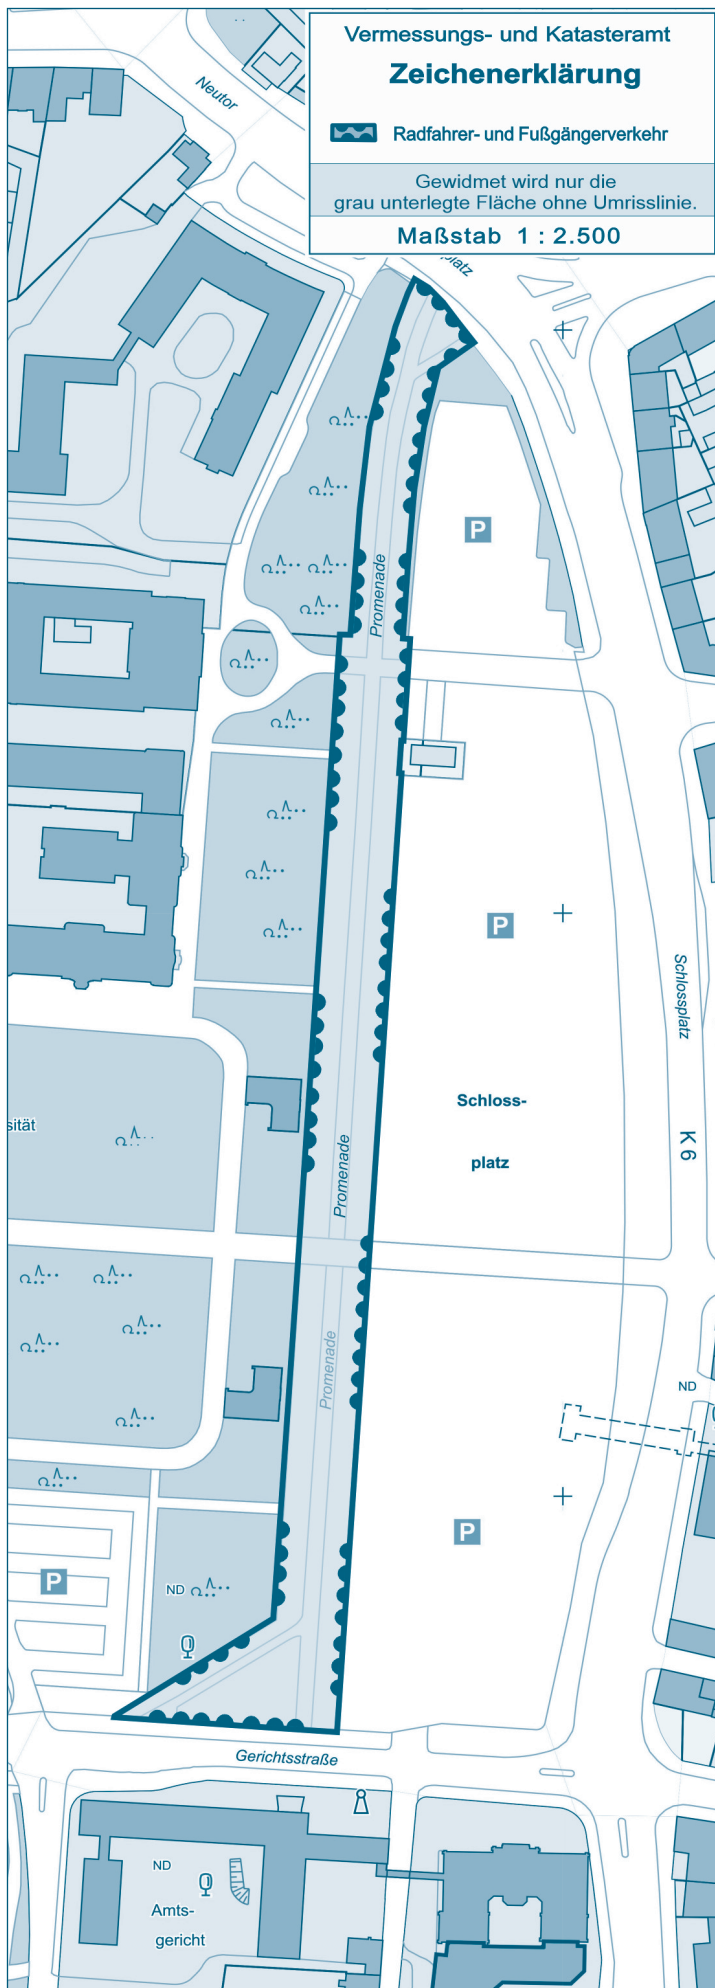 Vermessungs- und Katasteramt
Zeichenerklärung
Radfahrer- und Fußgängerverkehr
Gewidmet wird nur die
grau unterlegte Fläche ohne Umrisslinie.
Maßstab 1 : 2.500
Neutor
platz
P
Promenade
P
Schlossplatz
Schloss-
platz
K 6
sität
Promenade
Promenade
ND
P
P
ND
Gerichtsstraße
ND
Amts-
gericht